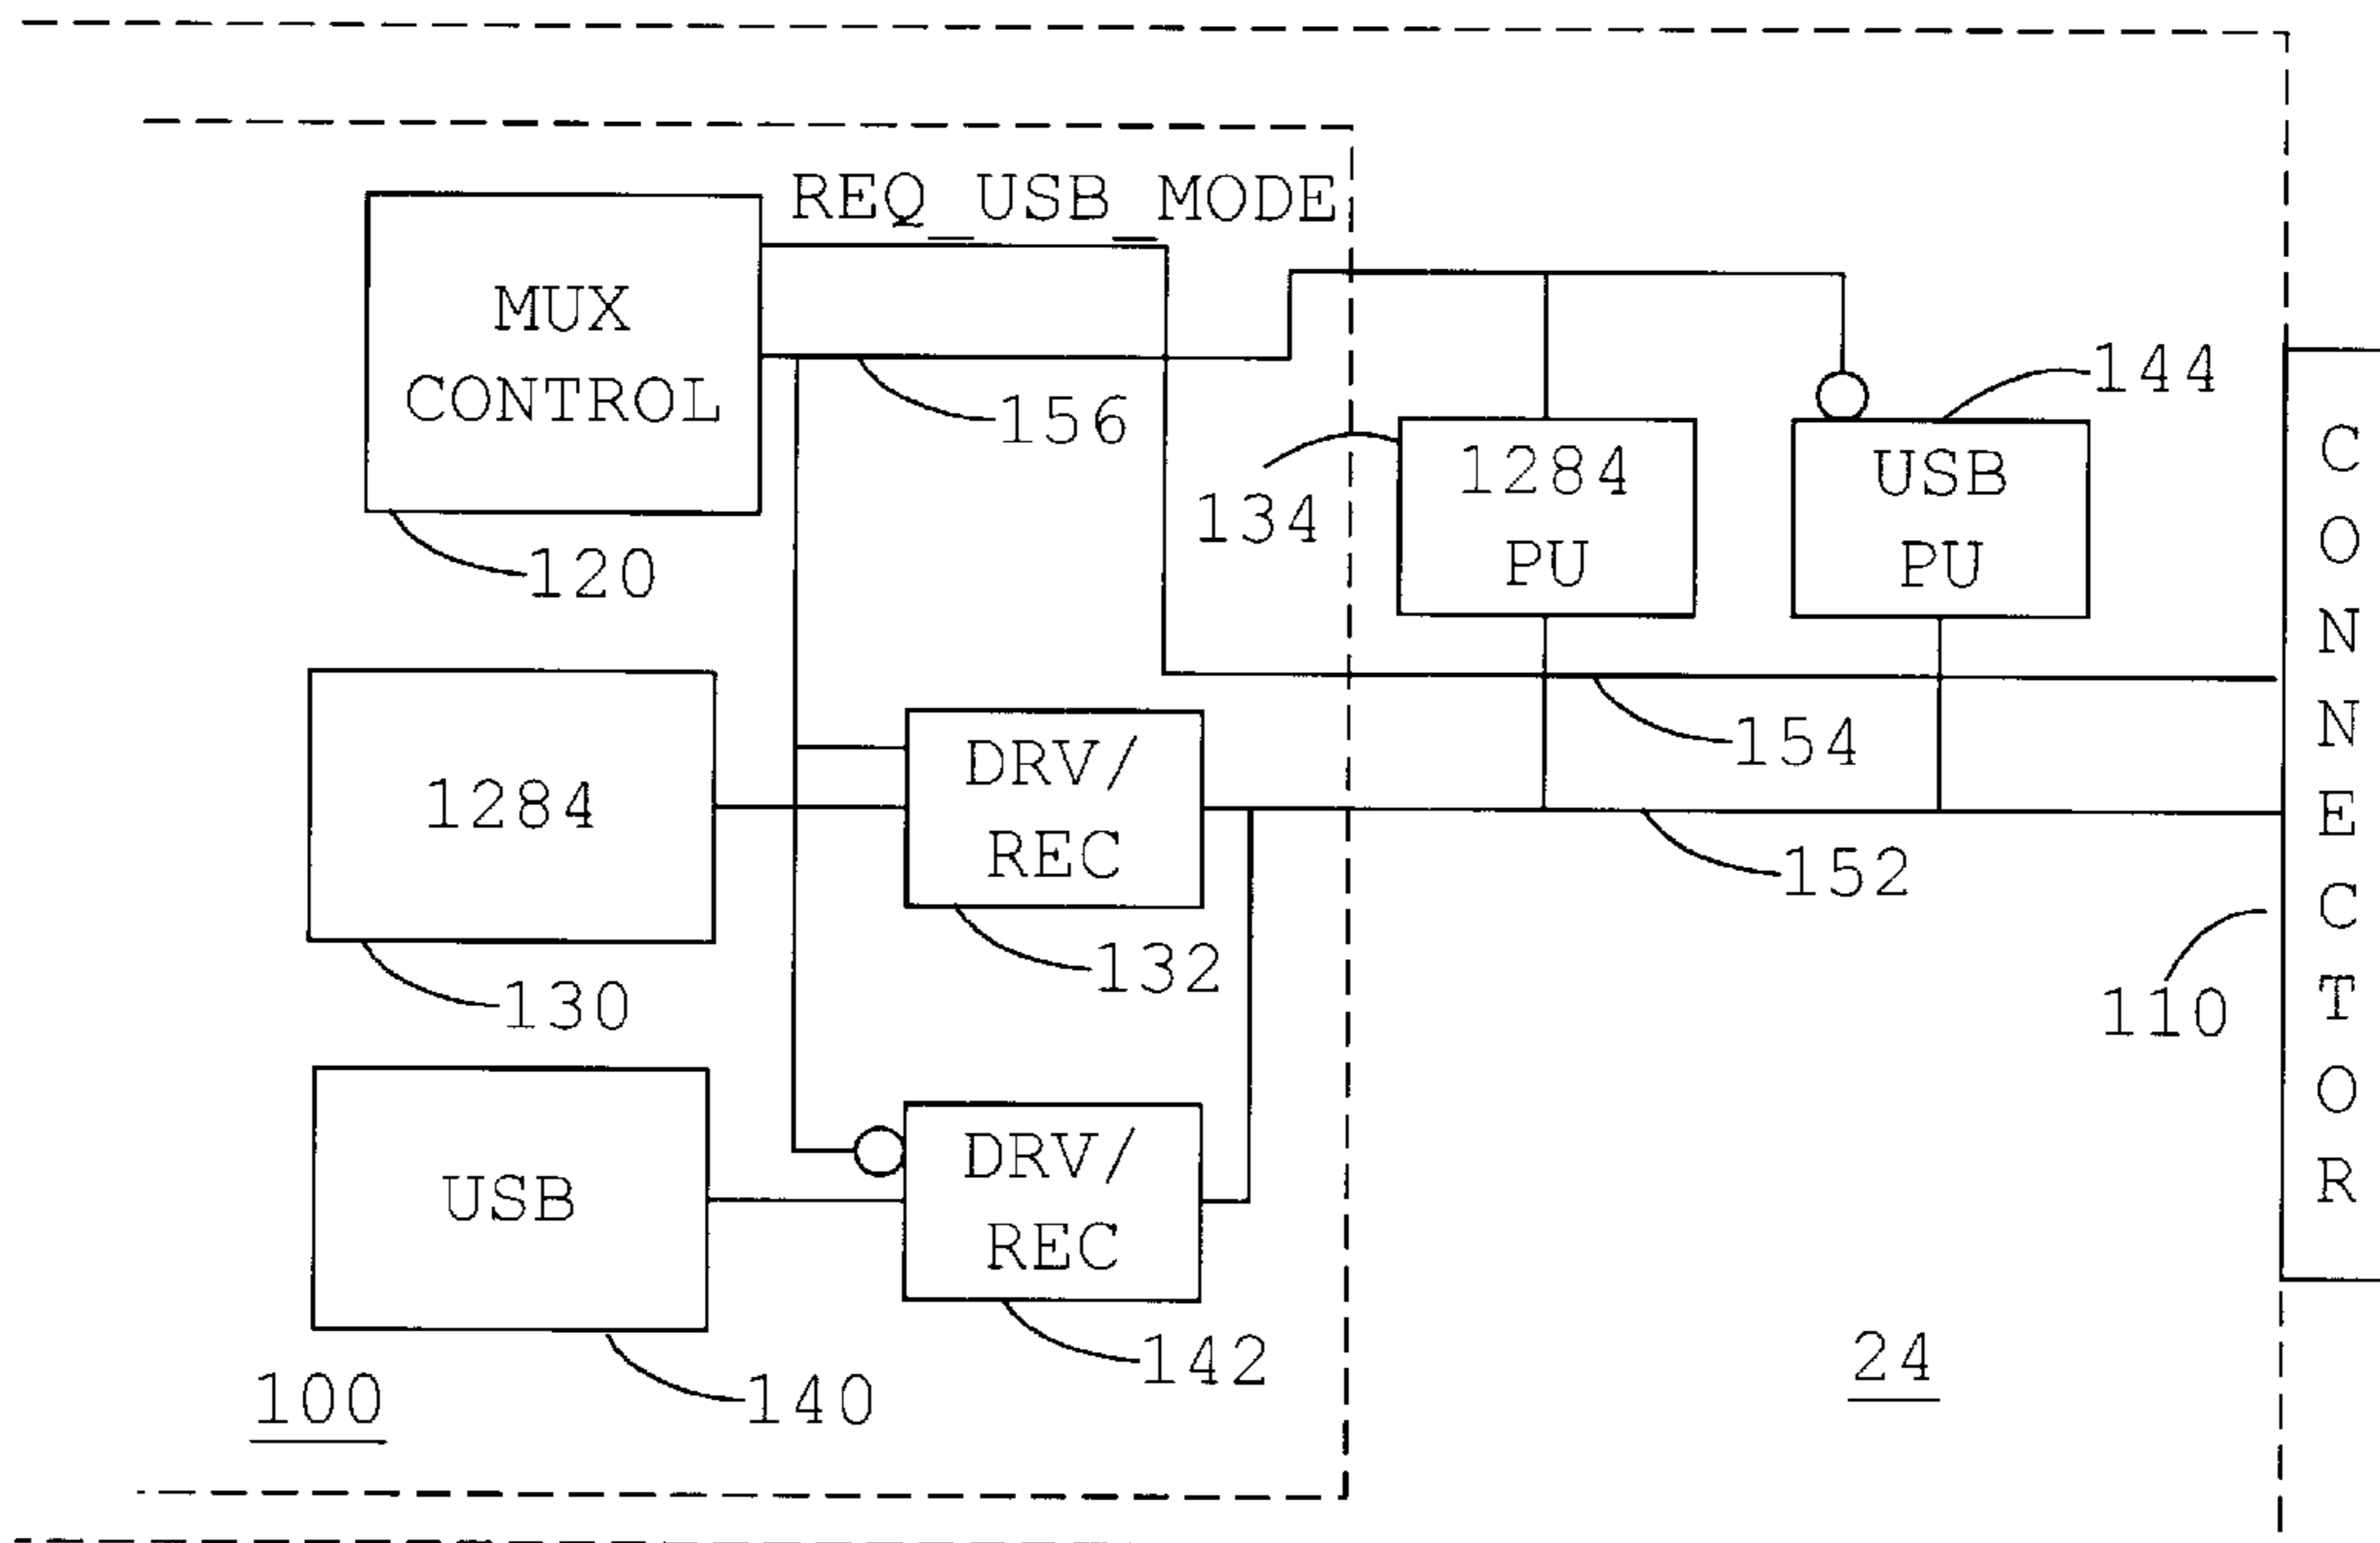 REQ_USB_MODE
MUX
CONTROL
156
144
134
1284
PU
USB
PU
120
154
DRV/
REC
1284
152
132
130
110
DRV/
REC
USB
142
24
140
100
CONNECTOR